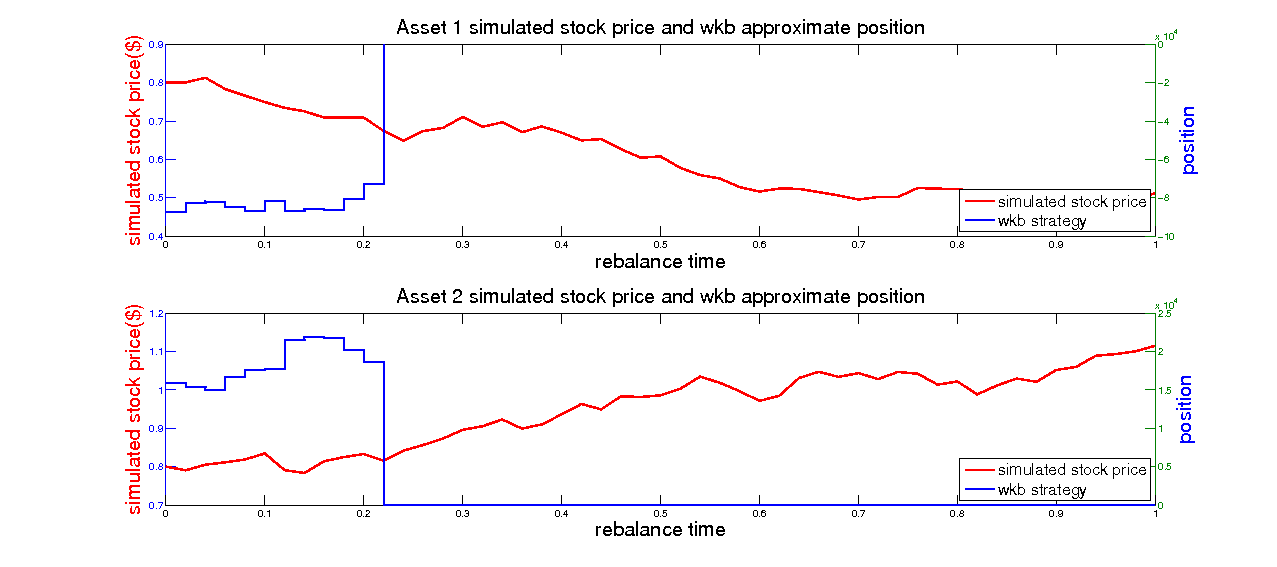 Asset 1 simulated stock price and wkb approximate position
x 10^4
0.9
0.8
0.7
0.6
0.5
0.4
simulated stock price($)
0
−2
−4
−6
−8
−10
position
simulated stock price
wkb strategy
0 0.1 0.2 0.3 0.4 0.5 0.6 0.7 0.8 0.9 1
rebalance time
Asset 2 simulated stock price and wkb approximate position
x 10^4
1.2
1.1
1
0.9
0.8
0.7
simulated stock price($)
2.5
2
1.5
1
0.5
0
position
simulated stock price
wkb strategy
0 0.1 0.2 0.3 0.4 0.5 0.6 0.7 0.8 0.9 1
rebalance time